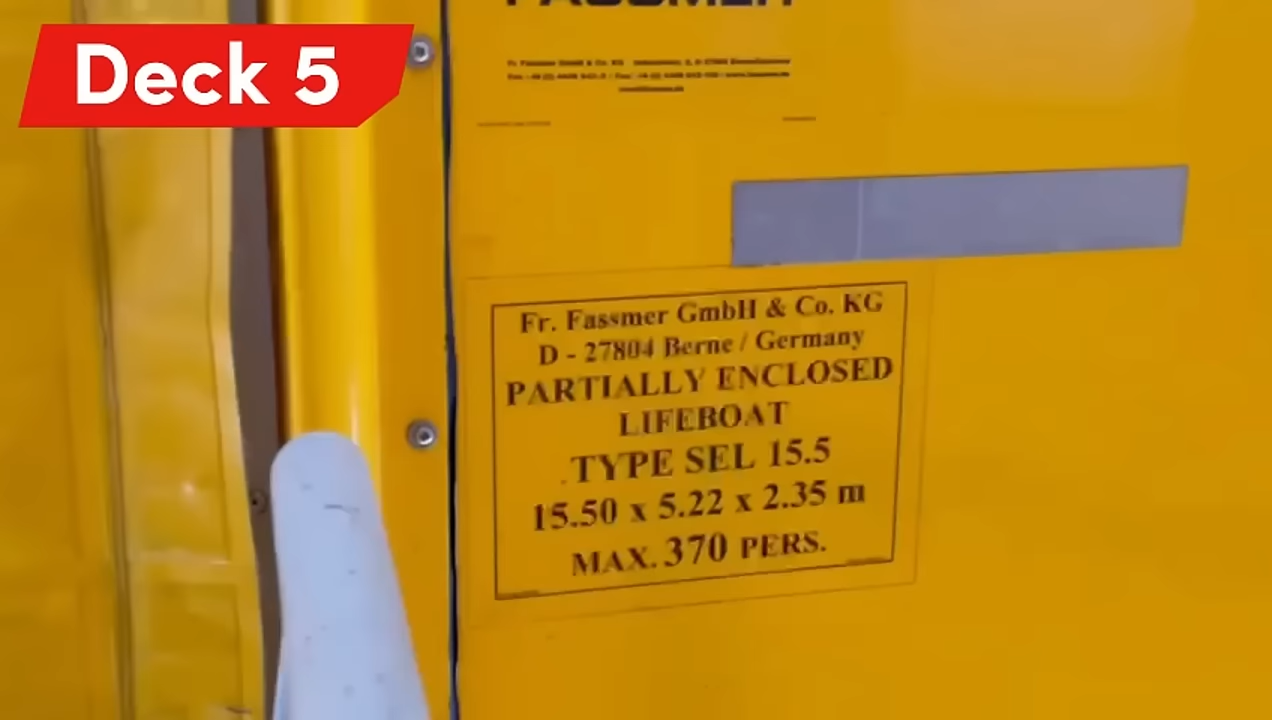 Deck 5
FASSMER
Fr. Fassmer GmbH & Co. KG
D - 27804 Berne / Germany
PARTIALLY ENCLOSED
LIFEBOAT
TYPE SEL 15.5
15.50 x 5.22 x 2.35 m
MAX. 370 PERS.